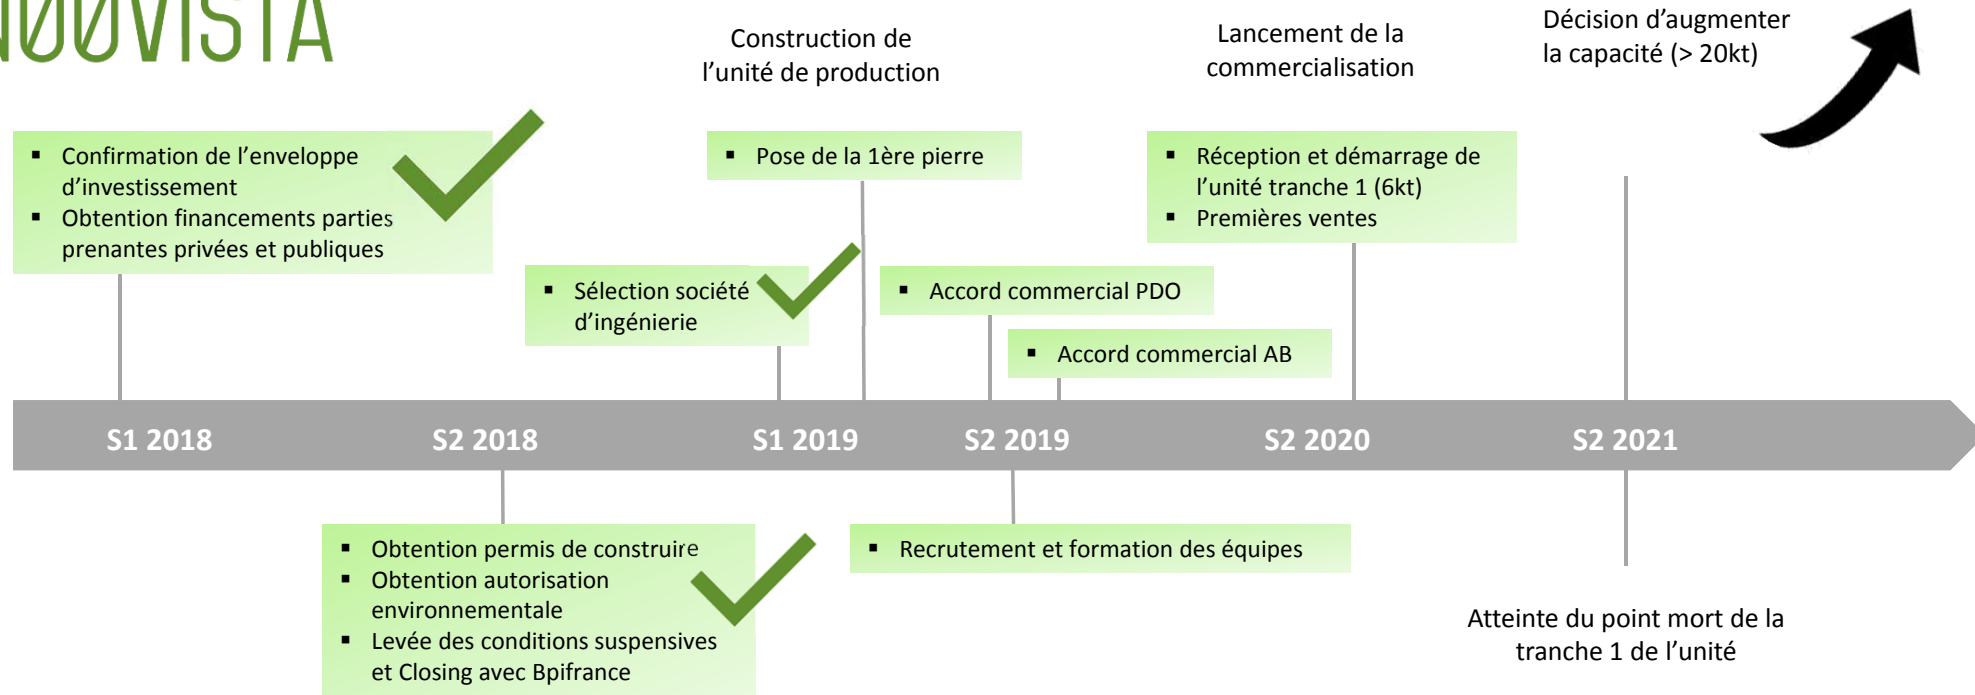 NØØVISTA
Construction de
l’unité de production
Lancement de la
commercialisation
Décision d’augmenter
la capacité (> 20kt)
▪ Confirmation de l’enveloppe
d’investissement
▪ Obtention financements parties
prenantes privées et publiques
▪ Pose de la 1ère pierre
▪ Réception et démarrage de
l’unité tranche 1 (6kt)
▪ Premières ventes
▪ Sélection société
d’ingénierie
▪ Accord commercial PDO
▪ Accord commercial AB
S1 2018
S2 2018
S1 2019
S2 2019
S2 2020
S2 2021
▪ Obtention permis de construire
▪ Obtention autorisation
environnementale
▪ Levée des conditions suspensives
et Closing avec Bpifrance
▪ Recrutement et formation des équipes
Atteinte du point mort de la
tranche 1 de l’unité